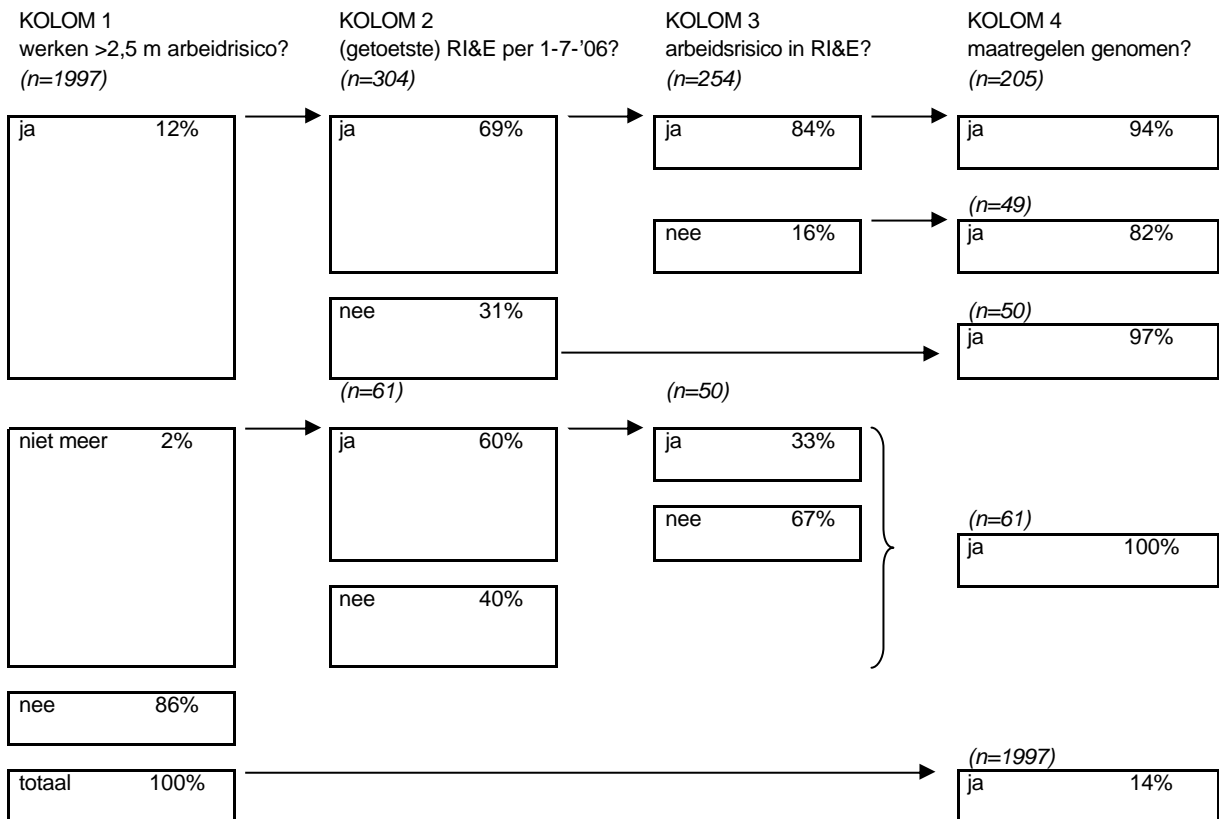 KOLOM 1 KOLOM 2 KOLOM 3 KOLOM 4
werken >2,5 m arbeidrisico? (getoetste) RI&E per 1-7-'06? arbeidsrisico in RI&E? maatregelen genomen?
(n=1997) (n=304) (n=254) (n=205)
ja 12% ja 69% ja 84% ja 94%
(n=49)
nee 16% ja 82%
nee 31% (n=50)
ja 97%
(n=61) (n=50)
niet meer 2% ja 60% ja 33%
nee 67% (n=61)
ja 100%
nee 40%
nee 86%
(n=1997)
totaal 100% ja 14%